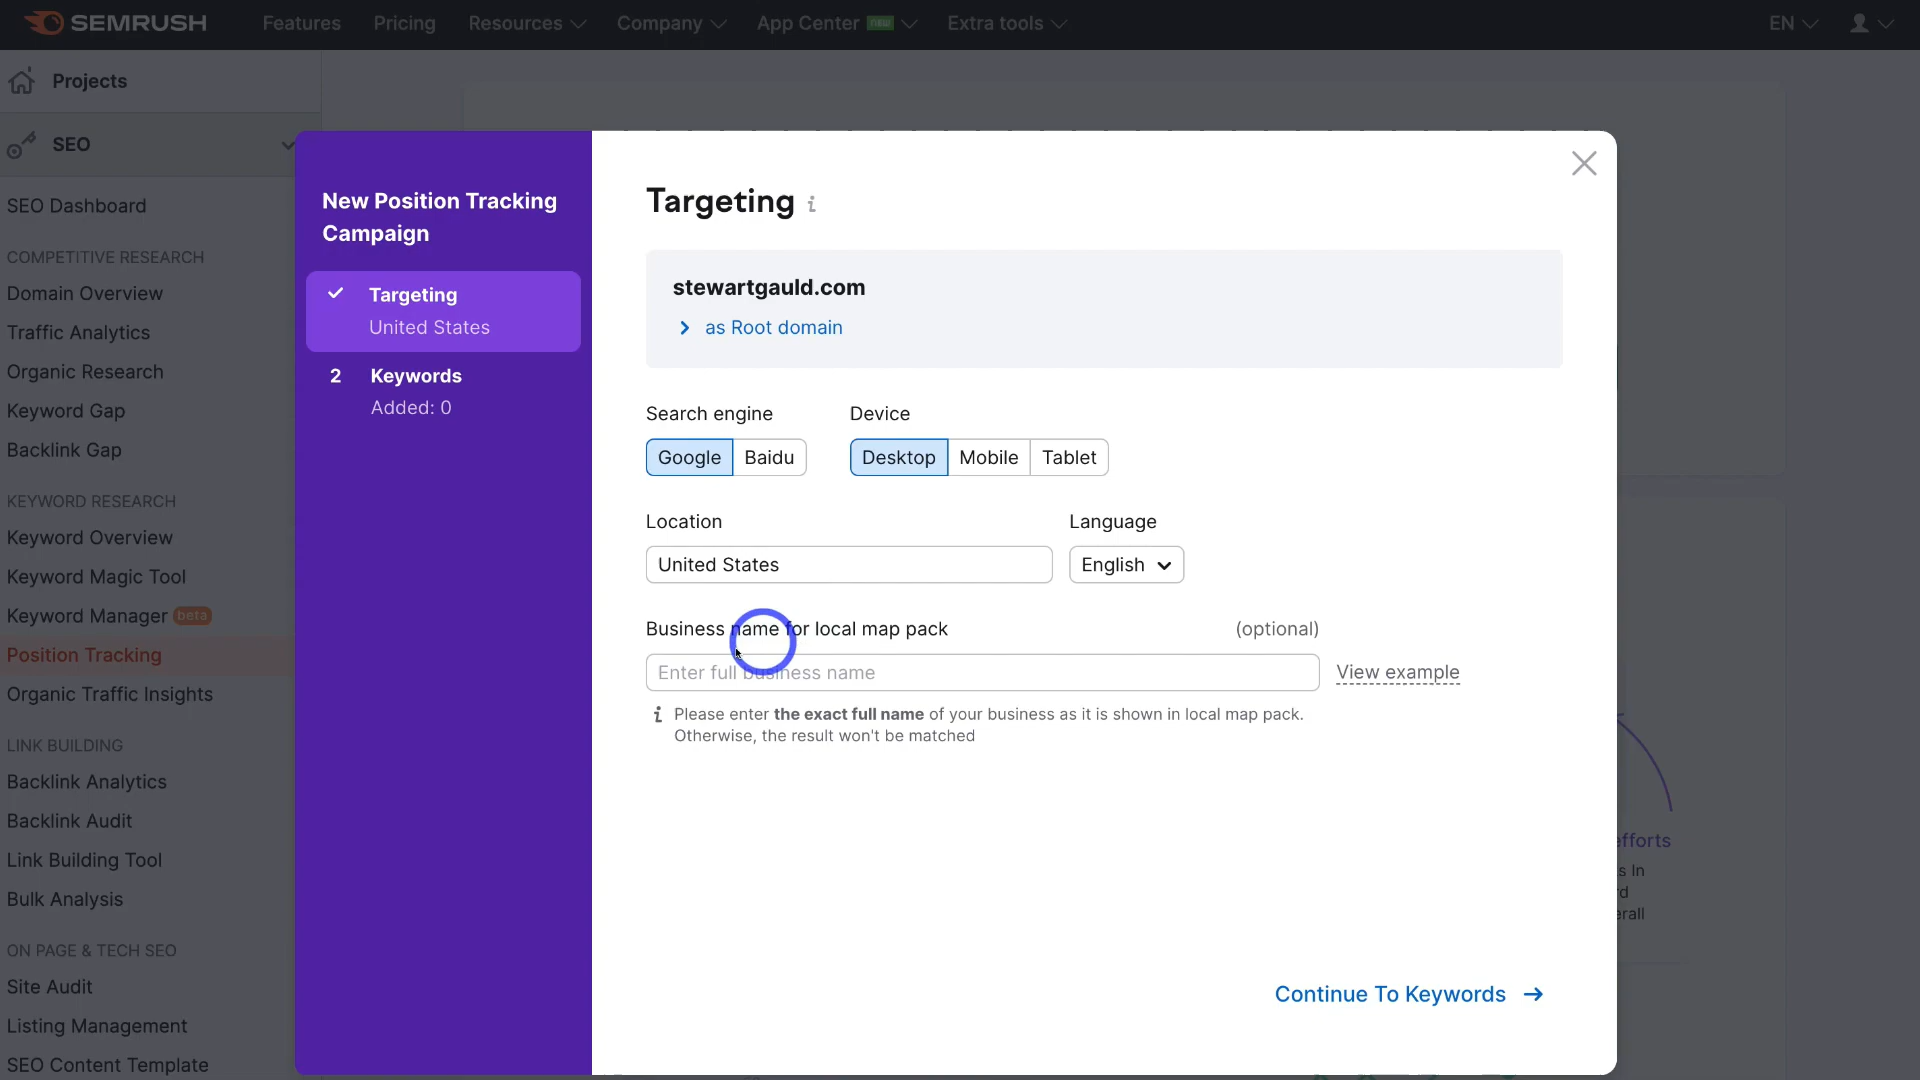 SEMRUSH
Features
Pricing
Resources
Company
App Center new
Extra tools
EN
Projects
SEO
SEO Dashboard
COMPETITIVE RESEARCH
Domain Overview
Traffic Analytics
Organic Research
Keyword Gap
Backlink Gap
KEYWORD RESEARCH
Keyword Overview
Keyword Magic Tool
Keyword Manager beta
Position Tracking
Organic Traffic Insights
LINK BUILDING
Backlink Analytics
Backlink Audit
Link Building Tool
Bulk Analysis
ON PAGE & TECH SEO
Site Audit
Listing Management
SEO Content Template
New Position Tracking
Campaign
Targeting
United States
2 Keywords
Added: 0
Targeting i
stewartgauld.com
as Root domain
Search engine
Device
Google Baidu
Desktop Mobile Tablet
Location
Language
United States
English
Business name for local map pack (optional)
Enter full business name
View example
i Please enter the exact full name of your business as it is shown in local map pack.
Otherwise, the result won't be matched
Continue To Keywords →
efforts
s In
rd
erall